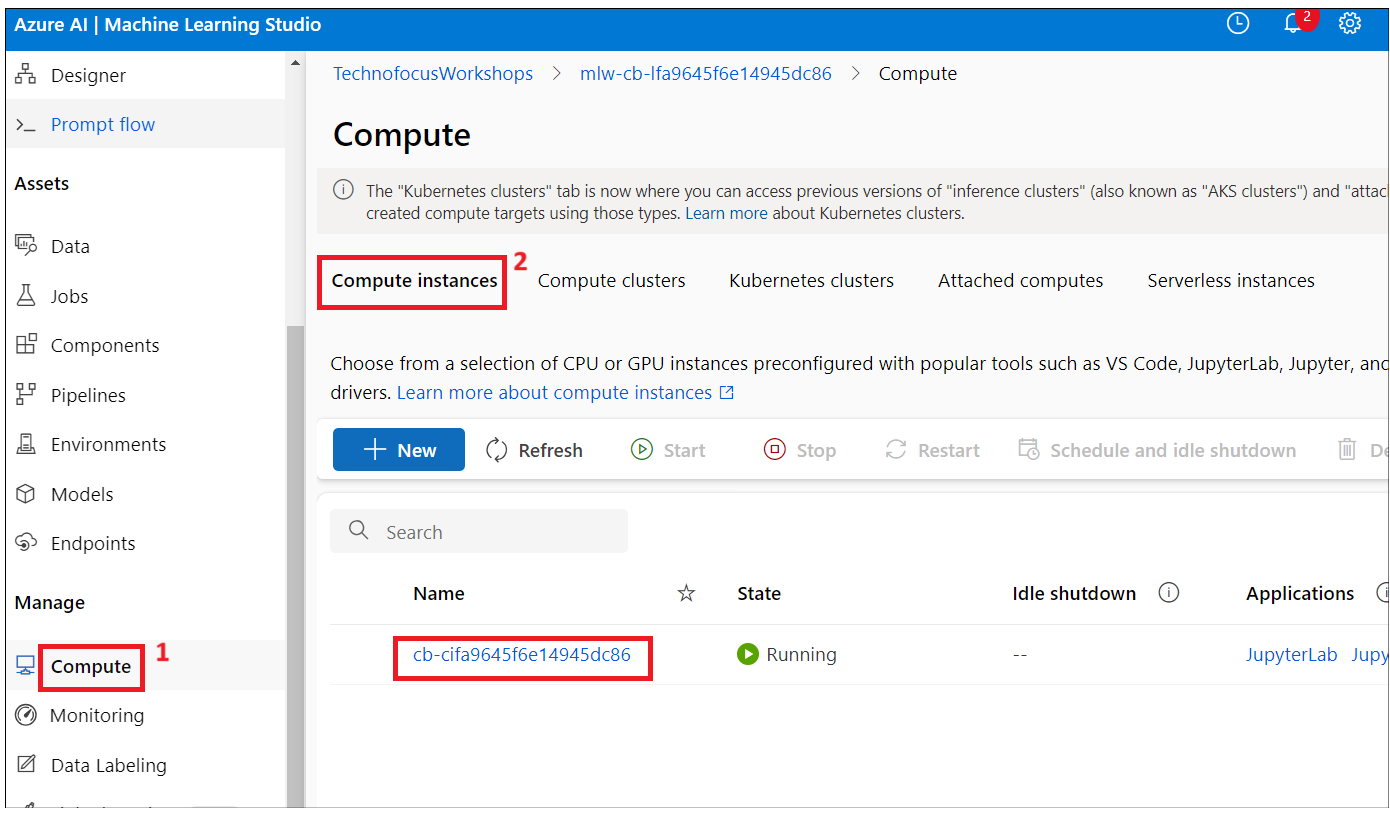 Azure AI | Machine Learning Studio
2
Designer
Prompt flow
Assets
Data
Jobs
Components
Pipelines
Environments
Models
Endpoints
Manage
Compute
1
Monitoring
Data Labeling
TechnofocusWorkshops > mlw-cb-lfa9645f6e14945dc86 > Compute
Compute
The "Kubernetes clusters" tab is now where you can access previous versions of "inference clusters" (also known as "AKS clusters") and "attac
created compute targets using those types. Learn more about Kubernetes clusters.
Compute instances
2
Compute clusters
Kubernetes clusters
Attached computes
Serverless instances
Choose from a selection of CPU or GPU instances preconfigured with popular tools such as VS Code, JupyterLab, Jupyter, and
drivers. Learn more about compute instances
New
Refresh
Start
Stop
Restart
Schedule and idle shutdown
De
Search
Name
State
Idle shutdown
Applications
cb-cifa9645f6e14945dc86
Running
--
JupyterLab Jupy